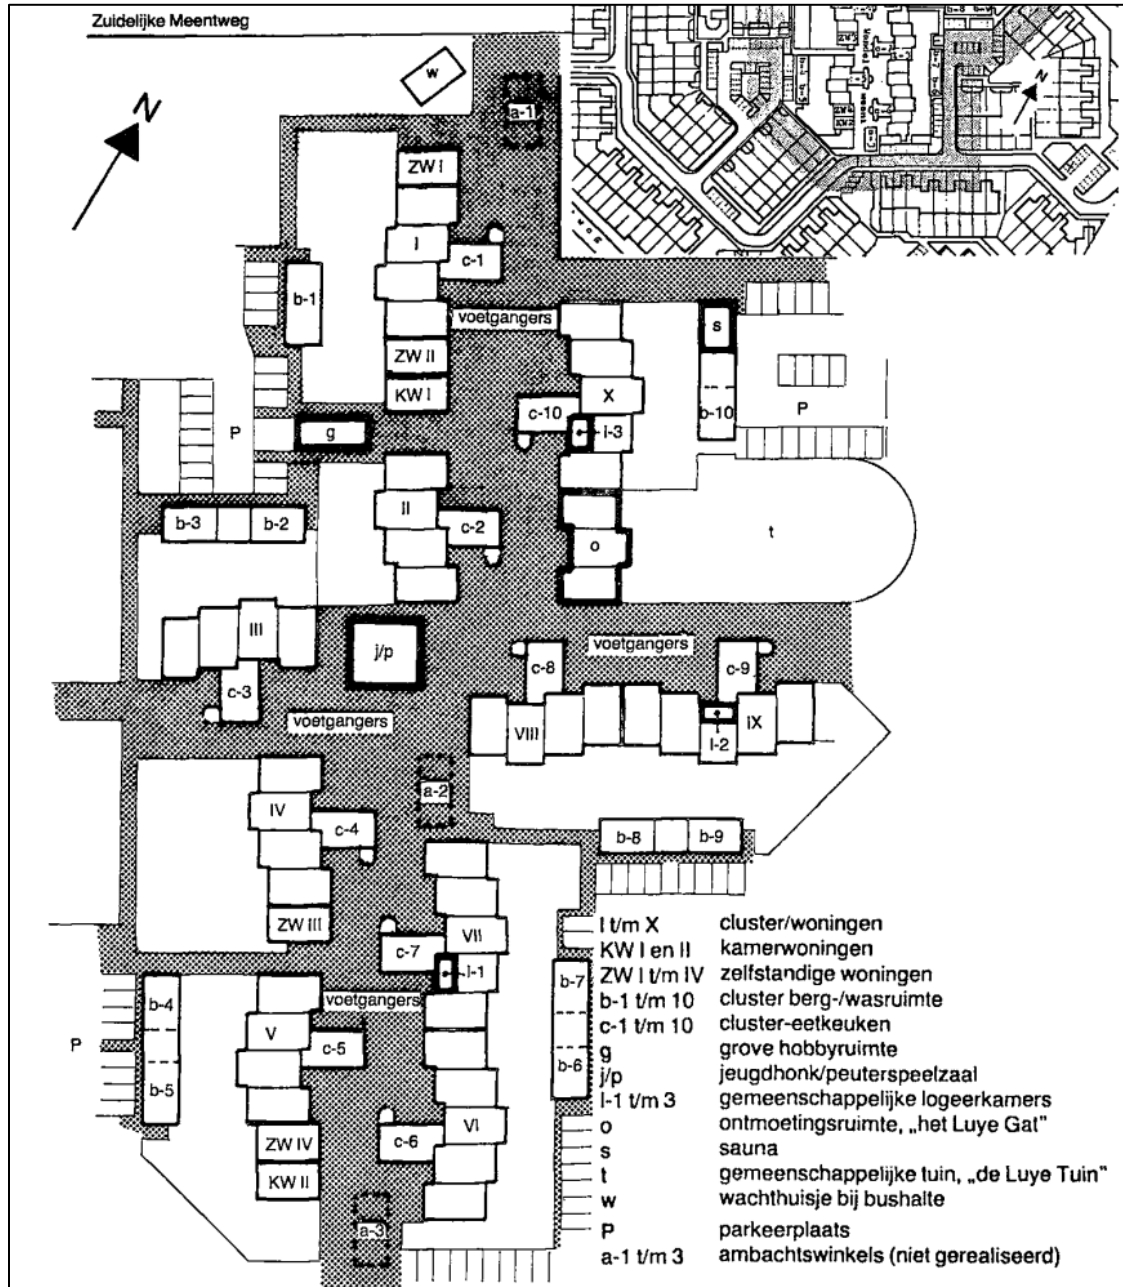 Zuidelijke Meentweg
w
a-1
N
N
ZW I
I
c-1
b-1
voetgangers
s
ZW II
KW I
X
c-10
b-10
P
P
g
l-3
II
b-3
b-2
c-2
o
t
III
j/p
voetgangers
c-8
c-9
c-3
voetgangers
VIII
IX
l-2
IV
a-2
c-4
b-8
b-9
ZW III
VII
c-7
l-1
b-7
b-4
voetgangers
V
P
c-5
b-5
b-6
VI
ZW IV
c-6
KW II
a-3
I t/m X cluster/woningen
KW I en II kamerwoningen
ZW I t/m IV zelfstandige woningen
b-1 t/m 10 cluster berg-/wasruimte
c-1 t/m 10 cluster-eetkeuken
g grove hobbyruimte
j/p jeugdhonk/peuterspeelzaal
l-1 t/m 3 gemeenschappelijke logeerkamers
o ontmoetingsruimte, „het Luye Gat”
s sauna
t gemeenschappelijke tuin, „de Luye Tuin”
w wachthuisje bij bushalte
P parkeerplaats
a-1 t/m 3 ambachtswinkels (niet gerealiseerd)